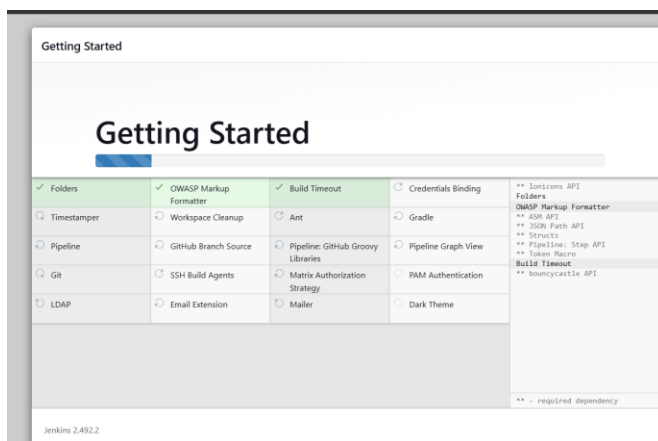 Getting Started
Getting Started
Folders
OWASP Markup
Formatter
Build Timeout
Credentials Binding
Timestamper
Workspace Cleanup
Ant
Gradle
Pipeline
GitHub Branch Source
Pipeline: GitHub Groovy
Libraries
Pipeline Graph View
Git
SSH Build Agents
Matrix Authorization
Strategy
PAM Authentication
LDAP
Email Extension
Mailer
Dark Theme
** Ionicons API
Folders
OWASP Markup Formatter
** ASM API
** JSON Path API
** Structs
** Pipeline: Step API
** Token Macro
Build Timeout
** bouncycastle API
** - required dependency
Jenkins 2.492.2